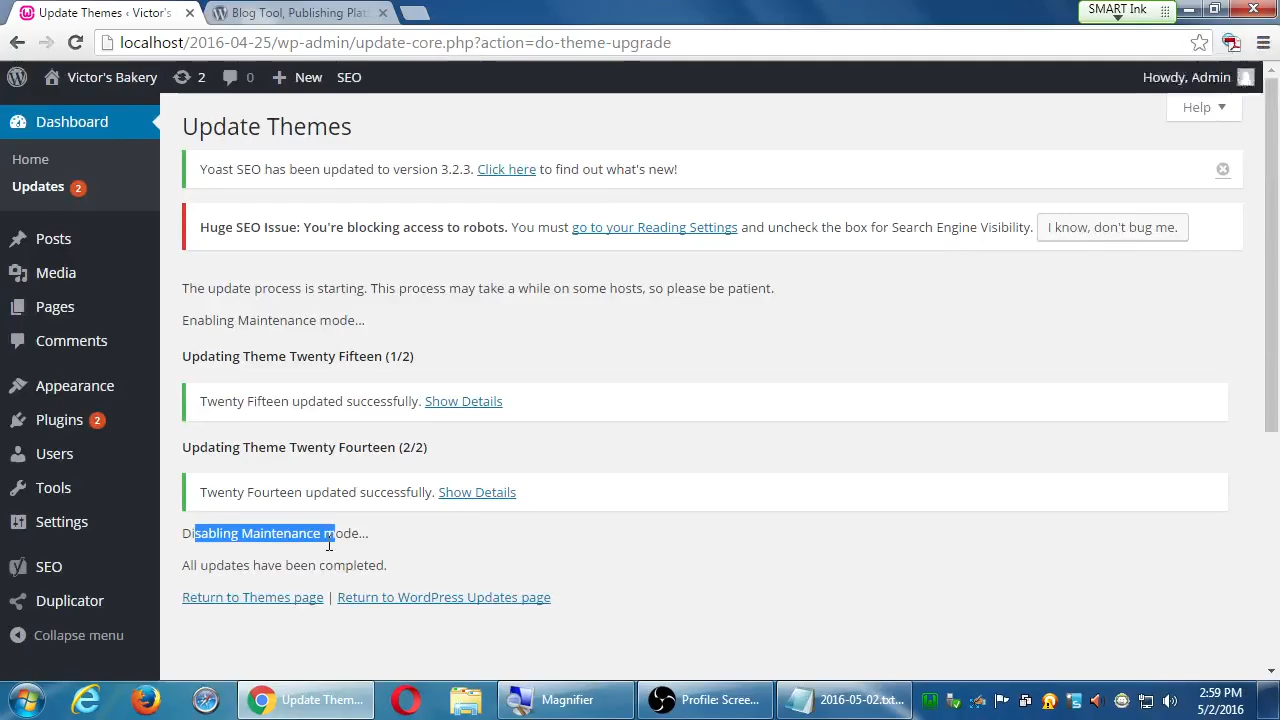 Update Themes ‹ Victor's
Blog Tool, Publishing Plat
SMART Ink
localhost/2016-04-25/wp-admin/update-core.php?action=do-theme-upgrade
Victor's Bakery 2 0 New SEO Howdy, Admin
Dashboard
Home
Updates 2
Posts
Media
Pages
Comments
Appearance
Plugins 2
Users
Tools
Settings
SEO
Duplicator
Collapse menu
Help
Update Themes
Yoast SEO has been updated to version 3.2.3. Click here to find out what's new!
Huge SEO Issue: You're blocking access to robots. You must go to your Reading Settings and uncheck the box for Search Engine Visibility. I know, don't bug me.
The update process is starting. This process may take a while on some hosts, so please be patient.
Enabling Maintenance mode...
Updating Theme Twenty Fifteen (1/2)
Twenty Fifteen updated successfully. Show Details
Updating Theme Twenty Fourteen (2/2)
Twenty Fourteen updated successfully. Show Details
Disabling Maintenance mode...
All updates have been completed.
Return to Themes page | Return to WordPress Updates page
Update Them...
Magnifier
Profile: Scree...
2016-05-02.txt...
2:59 PM
5/2/2016